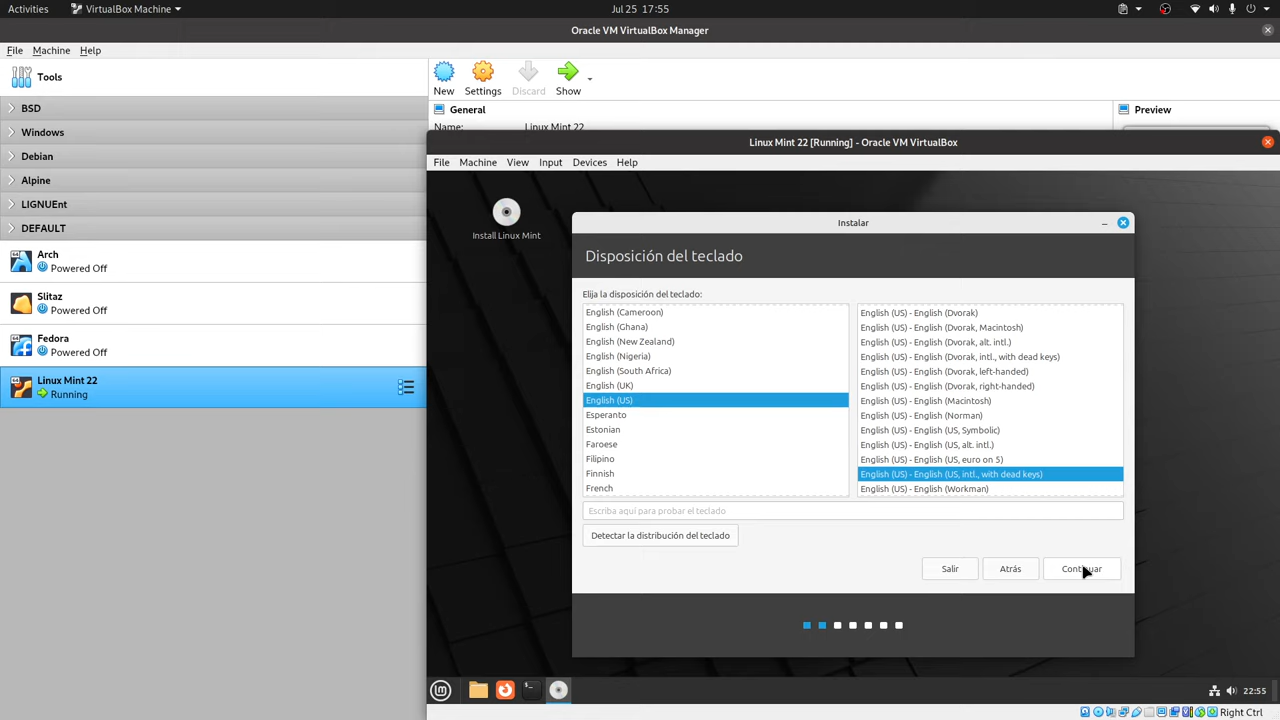 Activities
VirtualBox Machine
Jul 25 17:55
Oracle VM VirtualBox Manager
File Machine Help
Tools
New Settings Discard Show
BSD
Windows
Debian
Alpine
LIGNUEnt
DEFAULT
Arch
Powered Off
Slitaz
Powered Off
Fedora
Powered Off
Linux Mint 22
Running
General
Preview
Name: Linux Mint 22
Linux Mint 22 [Running] - Oracle VM VirtualBox
File Machine View Input Devices Help
Install Linux Mint
Instalar
Disposición del teclado
Elija la disposición del teclado:
English (Cameroon)
English (Ghana)
English (New Zealand)
English (Nigeria)
English (South Africa)
English (UK)
English (US)
Esperanto
Estonian
Faroese
Filipino
Finnish
French
English (US) - English (Dvorak)
English (US) - English (Dvorak, Macintosh)
English (US) - English (Dvorak, alt. intl.)
English (US) - English (Dvorak, intl., with dead keys)
English (US) - English (Dvorak, left-handed)
English (US) - English (Dvorak, right-handed)
English (US) - English (Macintosh)
English (US) - English (Norman)
English (US) - English (US, Symbolic)
English (US) - English (US, alt. intl.)
English (US) - English (US, euro on 5)
English (US) - English (US, intl., with dead keys)
English (US) - English (Workman)
Escriba aquí para probar el teclado
Detectar la distribución del teclado
Salir Atrás Continuar
22:55
Right Ctrl